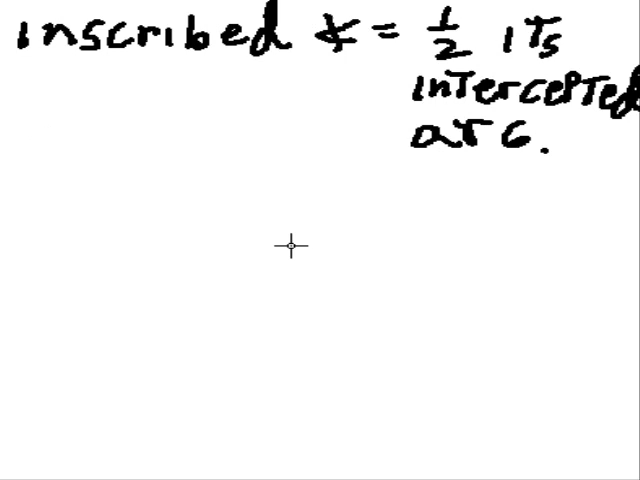 inscribed ∠ = 1/2 iTs
inTercepTed
arc.